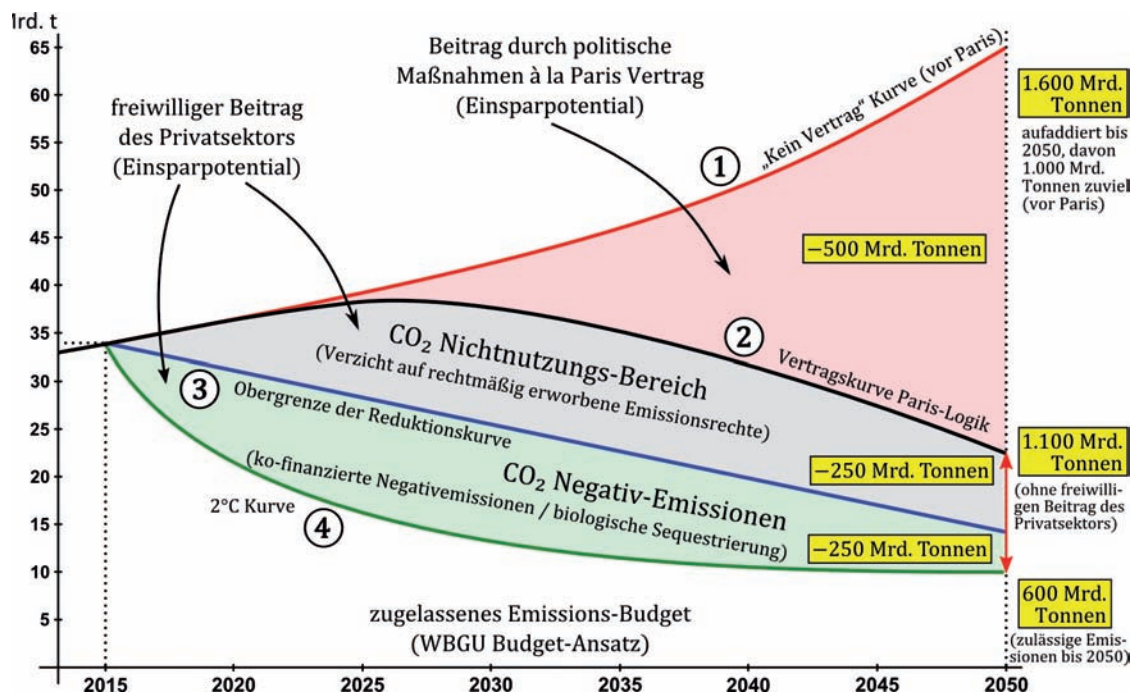 Mrd. t
65
60
55
50
45
40
35
30
25
20
15
10
5
2015
2020
2025
2030
2035
2040
2045
2050
freiwilliger Beitrag
des Privatsektors
(Einsparpotential)
Beitrag durch politische
Maßnahmen à la Paris Vertrag
(Einsparpotential)
1
„Kein Vertrag“ Kurve (vor Paris)
−500 Mrd. Tonnen
2
Vertragskurve Paris-Logik
CO₂ Nichtnutzungs-Bereich
(Verzicht auf rechtmäßig erworbene Emissionsrechte)
−250 Mrd. Tonnen
3
Obergrenze der Reduktionskurve
CO₂ Negativ-Emissionen
(ko-finanzierte Negativemissionen / biologische Sequestrierung)
−250 Mrd. Tonnen
2°C Kurve
4
zugelassenes Emissions-Budget
(WBGU Budget-Ansatz)
1.600 Mrd.
Tonnen
aufaddiert bis
2050, davon
1.000 Mrd.
Tonnen zuviel
(vor Paris)
1.100 Mrd.
Tonnen
(ohne freiwilli-
gen Beitrag des
Privatsektors)
600 Mrd.
Tonnen
(zulässige Emis-
sionen bis 2050)